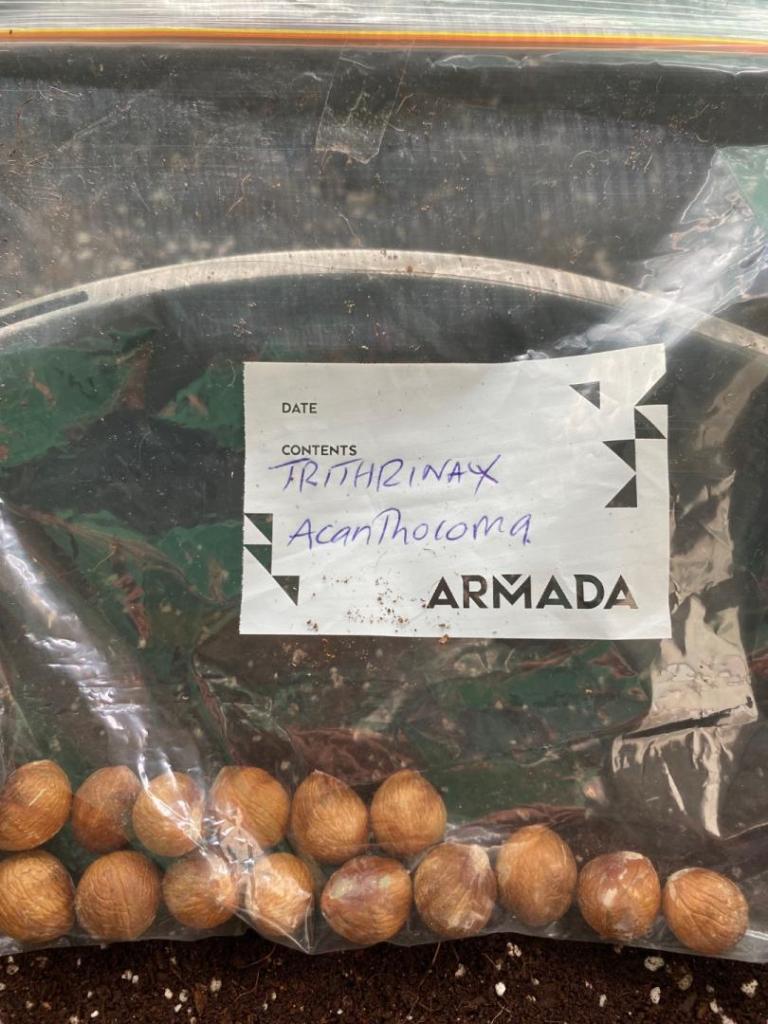 DATE
CONTENTS
TRITHRINAX
Acanthocoma
ARMADA